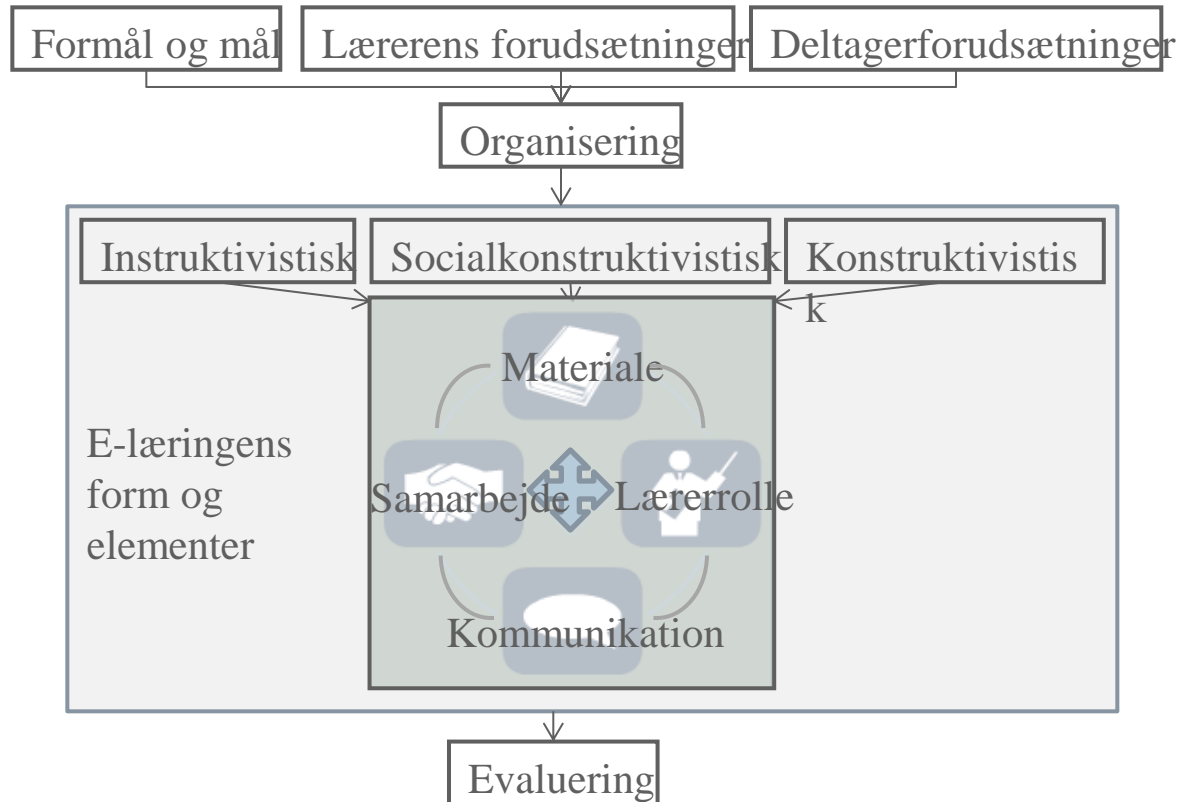 Formål og mål
Lærerens forudsætninger
Deltagerforudsætninger
Organisering
Instruktivistisk
Socialkonstruktivistisk
Konstruktivistis
k
Materiale
E-læringens
form og
elementer
Samarbejde
Lærerrolle
Kommunikation
Evaluering